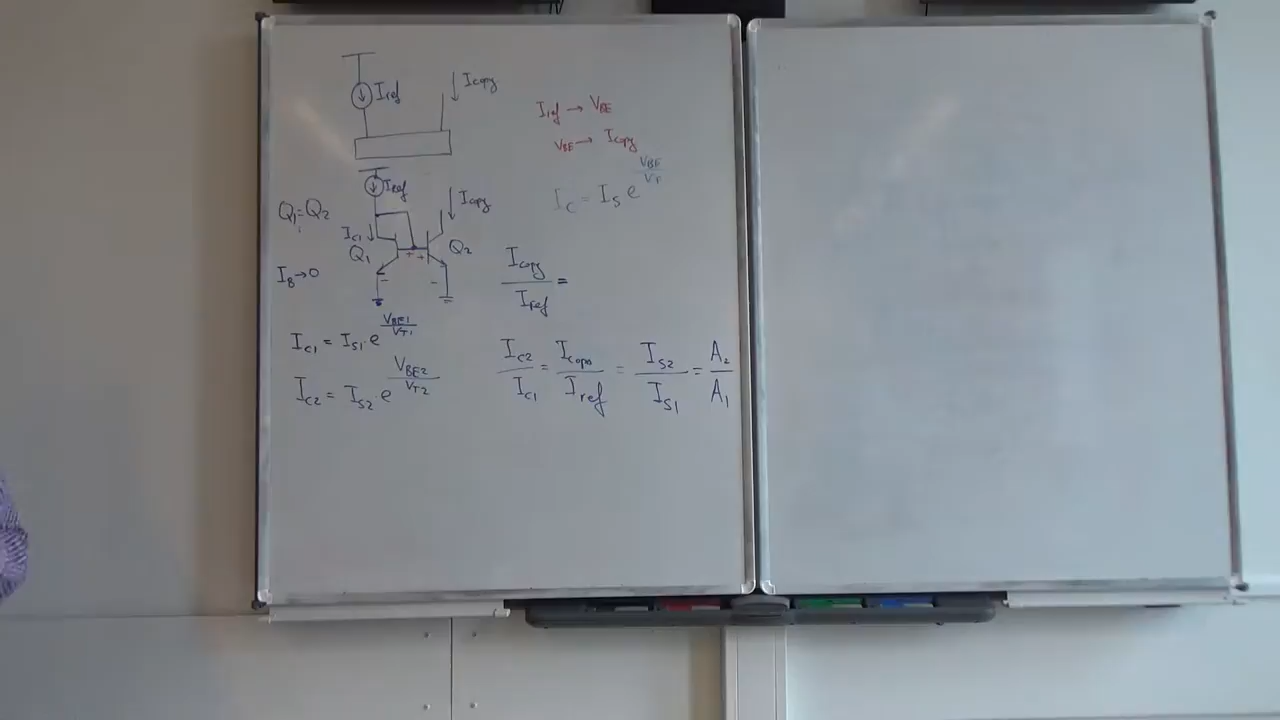 Iref
Icopy
Iref → VBE
VBE → Icopy
IC = IS e^(VBE/VT)
Iref
Icopy
Q1 = Q2
IC1
Q1
Q2
+ +
- -
IB→0
Icopy/Iref =
IC1 = IS1 · e^(VBE1/VT1)
IC2 = IS2 · e^(VBE2/VT2)
IC2/IC1 = Icopy/Iref = IS2/IS1 = A2/A1